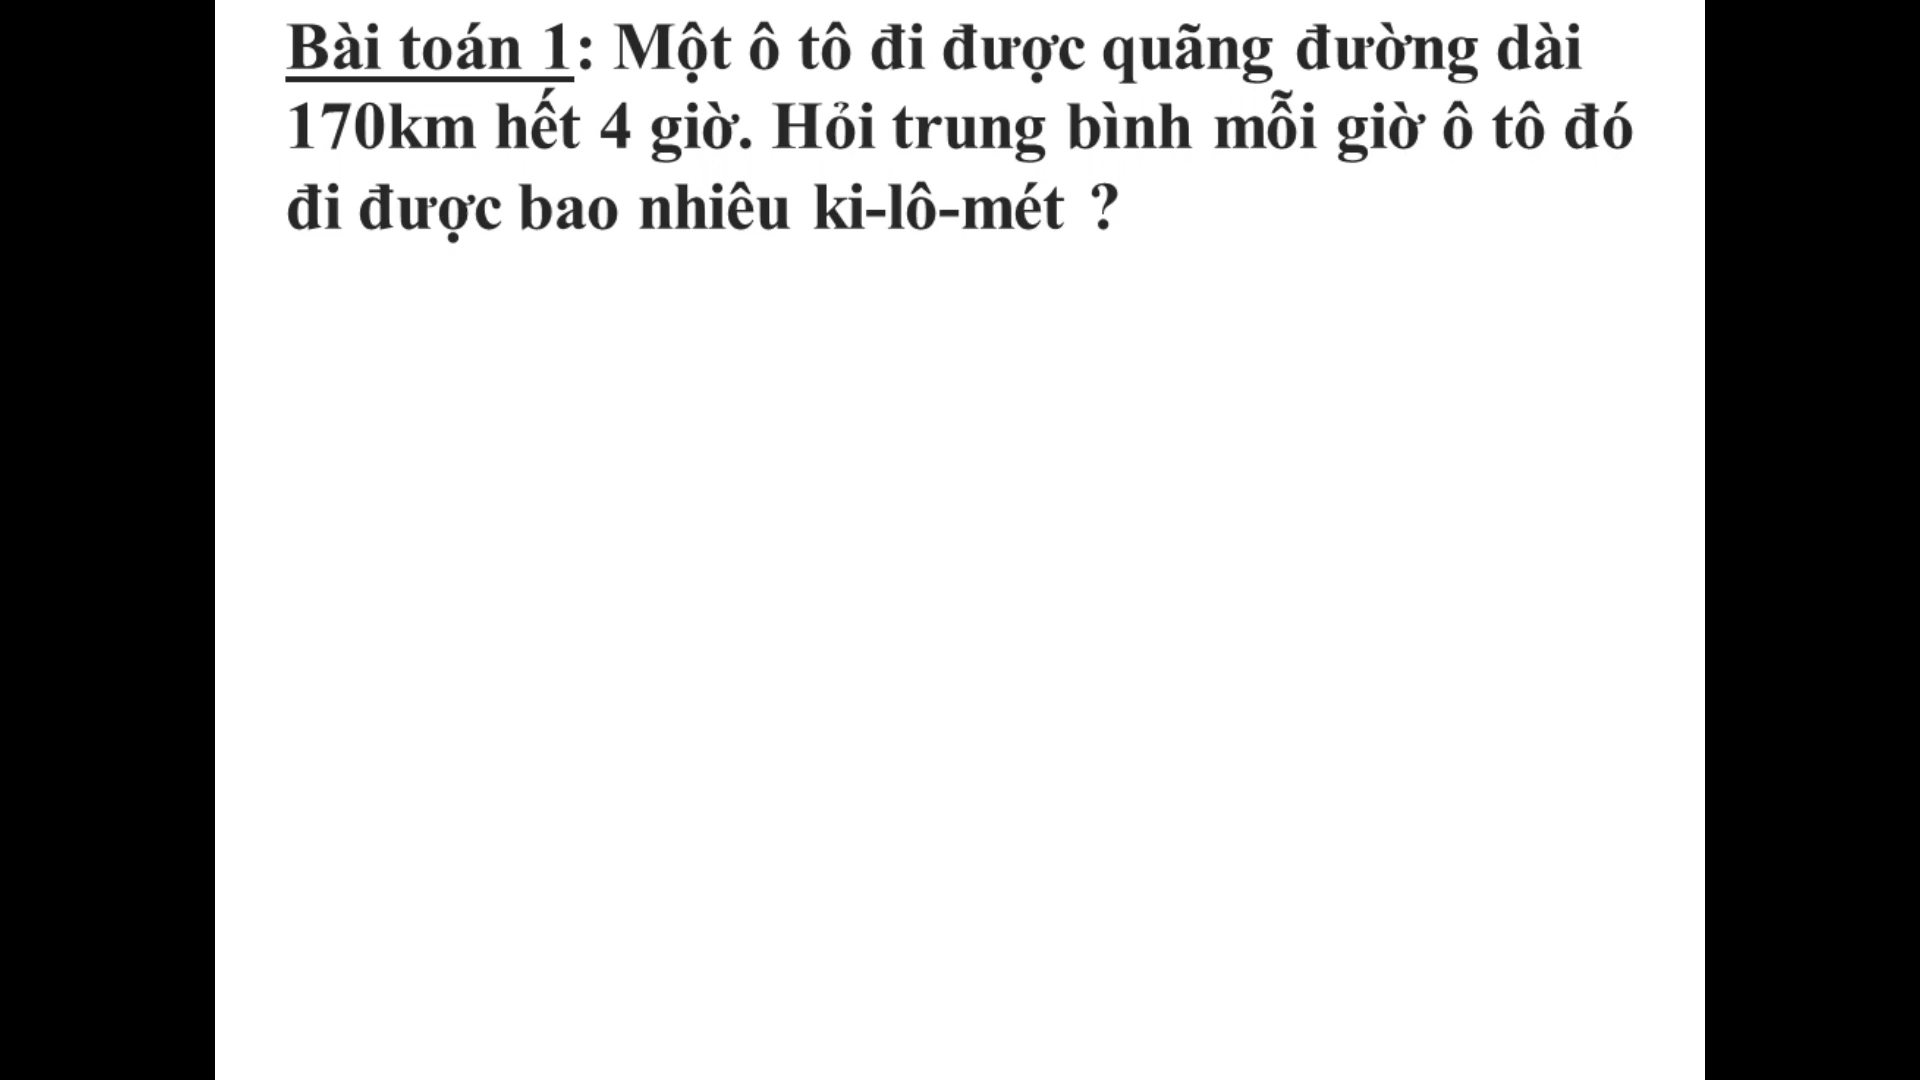 Bài toán 1: Một ô tô đi được quãng đường dài
170km hết 4 giờ. Hỏi trung bình mỗi giờ ô tô đó
đi được bao nhiêu ki-lô-mét ?